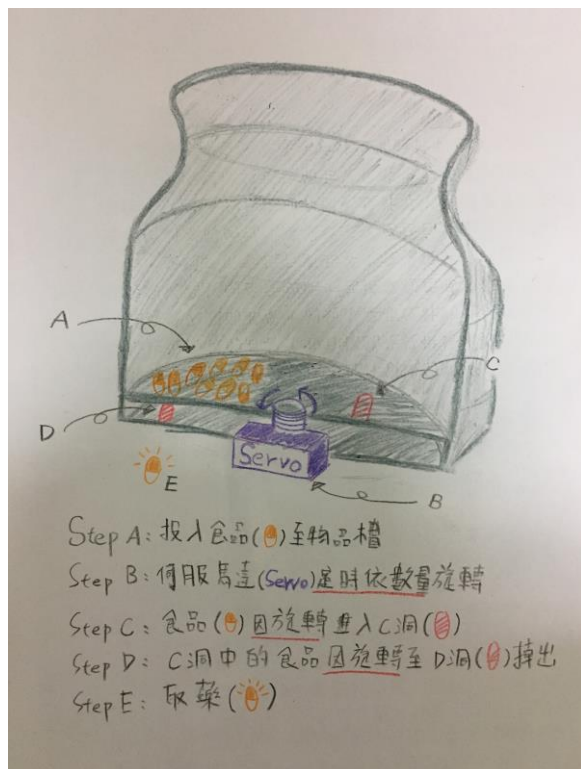 A
C
D
Servo
E
B
Step A: 投入食品()至物品槽
Step B: 伺服馬達(Servo)定時依數量旋轉
Step C: 食品()因旋轉垂入C洞()
Step D: C洞中的食品因旋轉至D洞()掉出
Step E: 取藥()